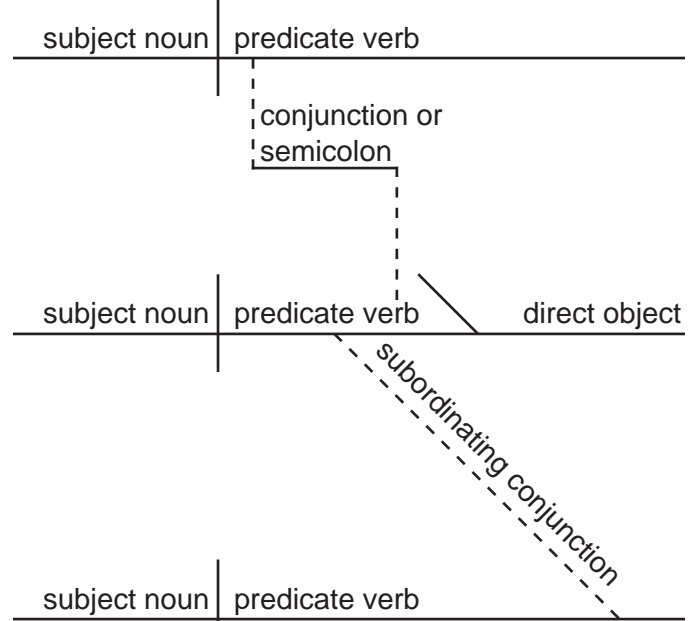 subject noun predicate verb
conjunction or
semicolon
subject noun predicate verb direct object
subordinating conjunction
subject noun predicate verb